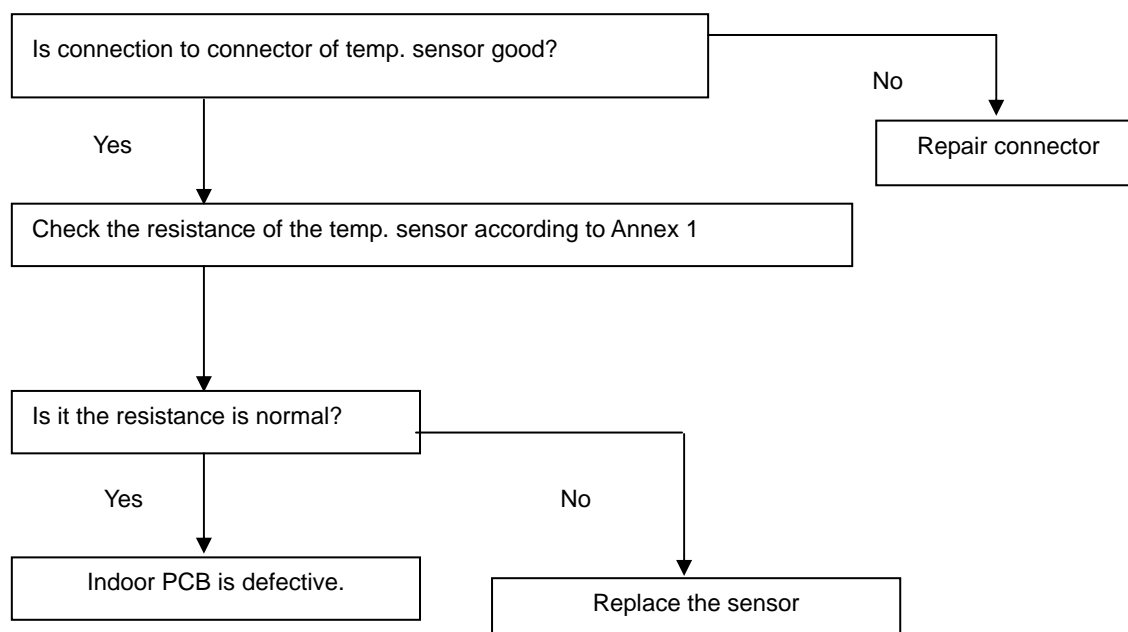 Is connection to connector of temp. sensor good?
No
Yes
Repair connector
Check the resistance of the temp. sensor according to Annex 1
Is it the resistance is normal?
Yes
No
Indoor PCB is defective.
Replace the sensor